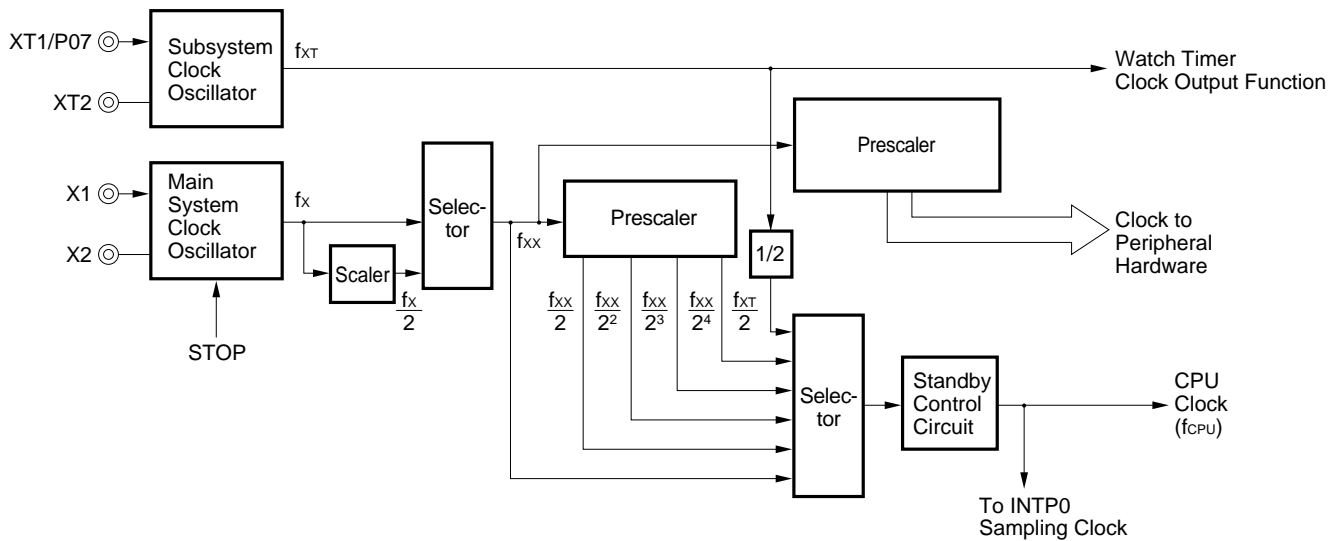 XT1/P07
XT2
Subsystem
Clock
Oscillator
fXT
Watch Timer
Clock Output Function
X1
X2
Main
System
Clock
Oscillator
STOP
fX
Scaler
fX/2
Selec-
tor
fXX
Prescaler
Prescaler
Clock to
Peripheral
Hardware
1/2
fXX/2
fXX/2²
fXX/2³
fXX/2⁴
fXT/2
Selec-
tor
Standby
Control
Circuit
CPU
Clock
(fCPU)
To INTP0
Sampling Clock